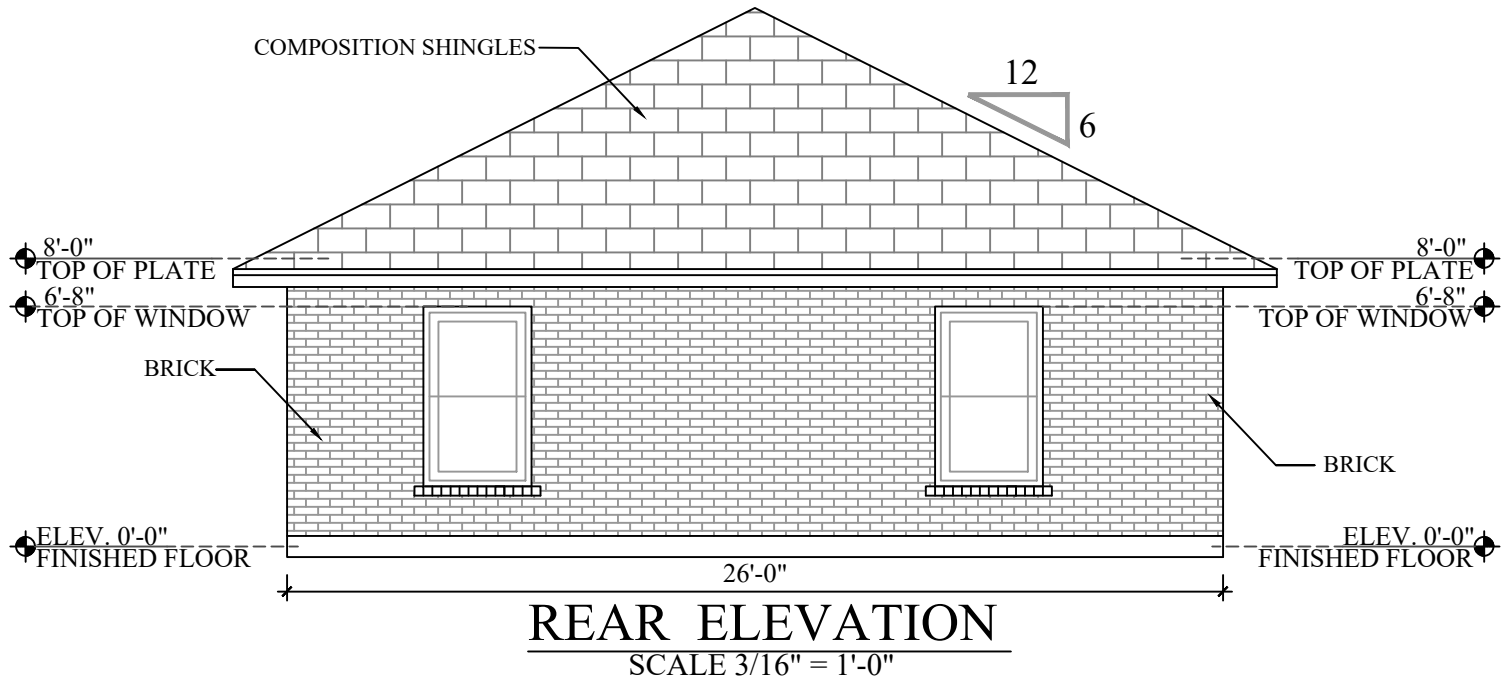 COMPOSITION SHINGLES
12
6
8'-0"
TOP OF PLATE
8'-0"
TOP OF PLATE
6'-8"
TOP OF WINDOW
6'-8"
TOP OF WINDOW
BRICK
BRICK
ELEV. 0'-0"
FINISHED FLOOR
ELEV. 0'-0"
FINISHED FLOOR
26'-0"
REAR ELEVATION
SCALE 3/16" = 1'-0"